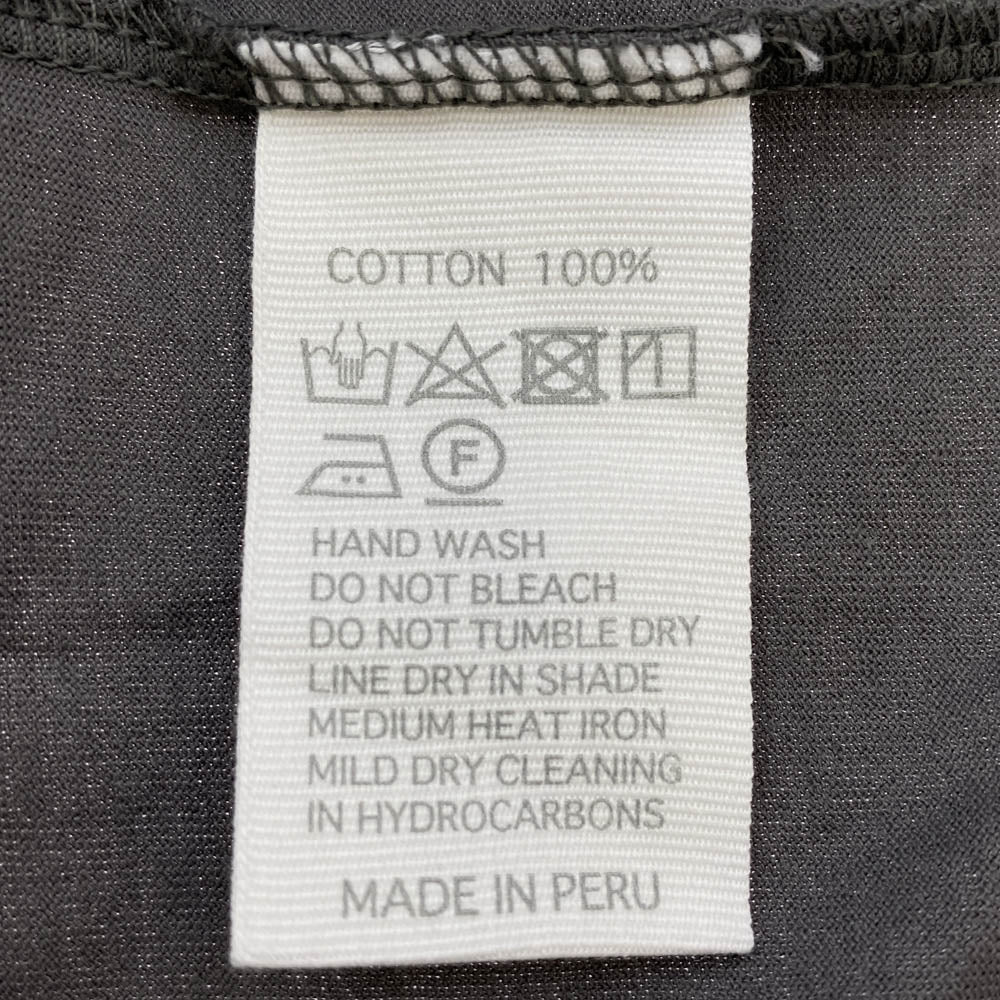 COTTON 100%
F
HAND WASH
DO NOT BLEACH
DO NOT TUMBLE DRY
LINE DRY IN SHADE
MEDIUM HEAT IRON
MILD DRY CLEANING
IN HYDROCARBONS
MADE IN PERU